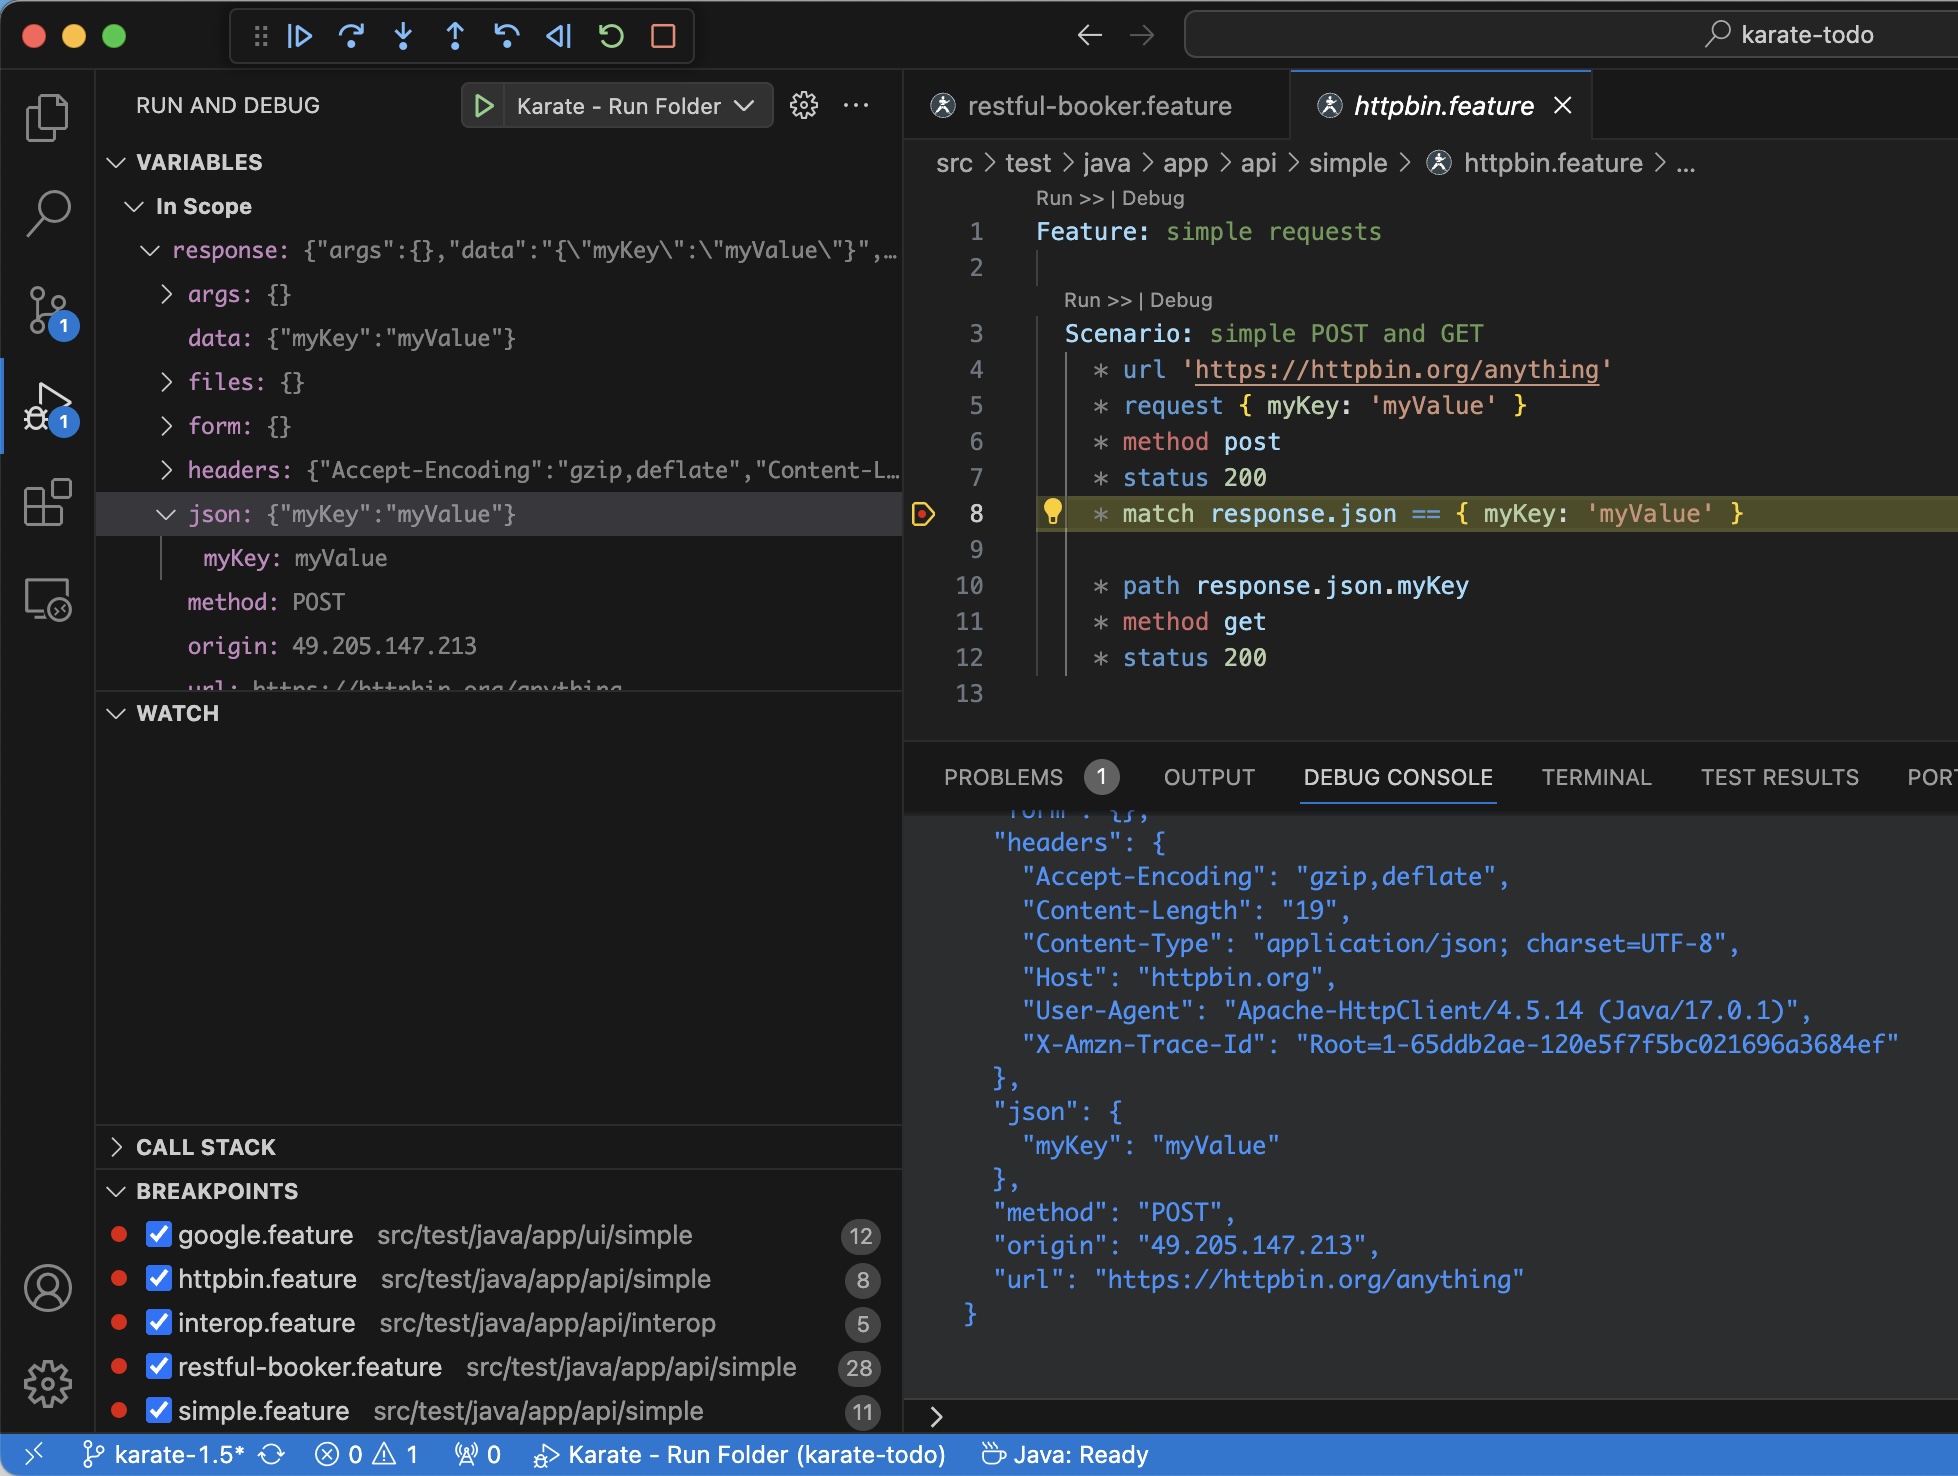 karate-todo
RUN AND DEBUG
Karate - Run Folder
VARIABLES
In Scope
response: {"args":{},"data":"{\"myKey\":\"myValue\"}",…
args: {}
data: {"myKey":"myValue"}
files: {}
form: {}
headers: {"Accept-Encoding":"gzip,deflate","Content-L…
json: {"myKey":"myValue"}
myKey: myValue
method: POST
origin: 49.205.147.213
url: https://httpbin.org/anything
WATCH
CALL STACK
BREAKPOINTS
google.feature src/test/java/app/ui/simple 12
httpbin.feature src/test/java/app/api/simple 8
interop.feature src/test/java/app/api/interop 5
restful-booker.feature src/test/java/app/api/simple 28
simple.feature src/test/java/app/api/simple 11
1
1
restful-booker.feature
httpbin.feature
src > test > java > app > api > simple > httpbin.feature > ...
Run >> | Debug
1 Feature: simple requests
2
Run >> | Debug
3 Scenario: simple POST and GET
4 * url 'https://httpbin.org/anything'
5 * request { myKey: 'myValue' }
6 * method post
7 * status 200
8 * match response.json == { myKey: 'myValue' }
9
10 * path response.json.myKey
11 * method get
12 * status 200
13
PROBLEMS 1 OUTPUT DEBUG CONSOLE TERMINAL TEST RESULTS POR
"form": {},
"headers": {
"Accept-Encoding": "gzip,deflate",
"Content-Length": "19",
"Content-Type": "application/json; charset=UTF-8",
"Host": "httpbin.org",
"User-Agent": "Apache-HttpClient/4.5.14 (Java/17.0.1)",
"X-Amzn-Trace-Id": "Root=1-65ddb2ae-120e5f7f5bc021696a3684ef"
},
"json": {
"myKey": "myValue"
},
"method": "POST",
"origin": "49.205.147.213",
"url": "https://httpbin.org/anything"
}
>
karate-1.5* 0 1 0 Karate - Run Folder (karate-todo) Java: Ready